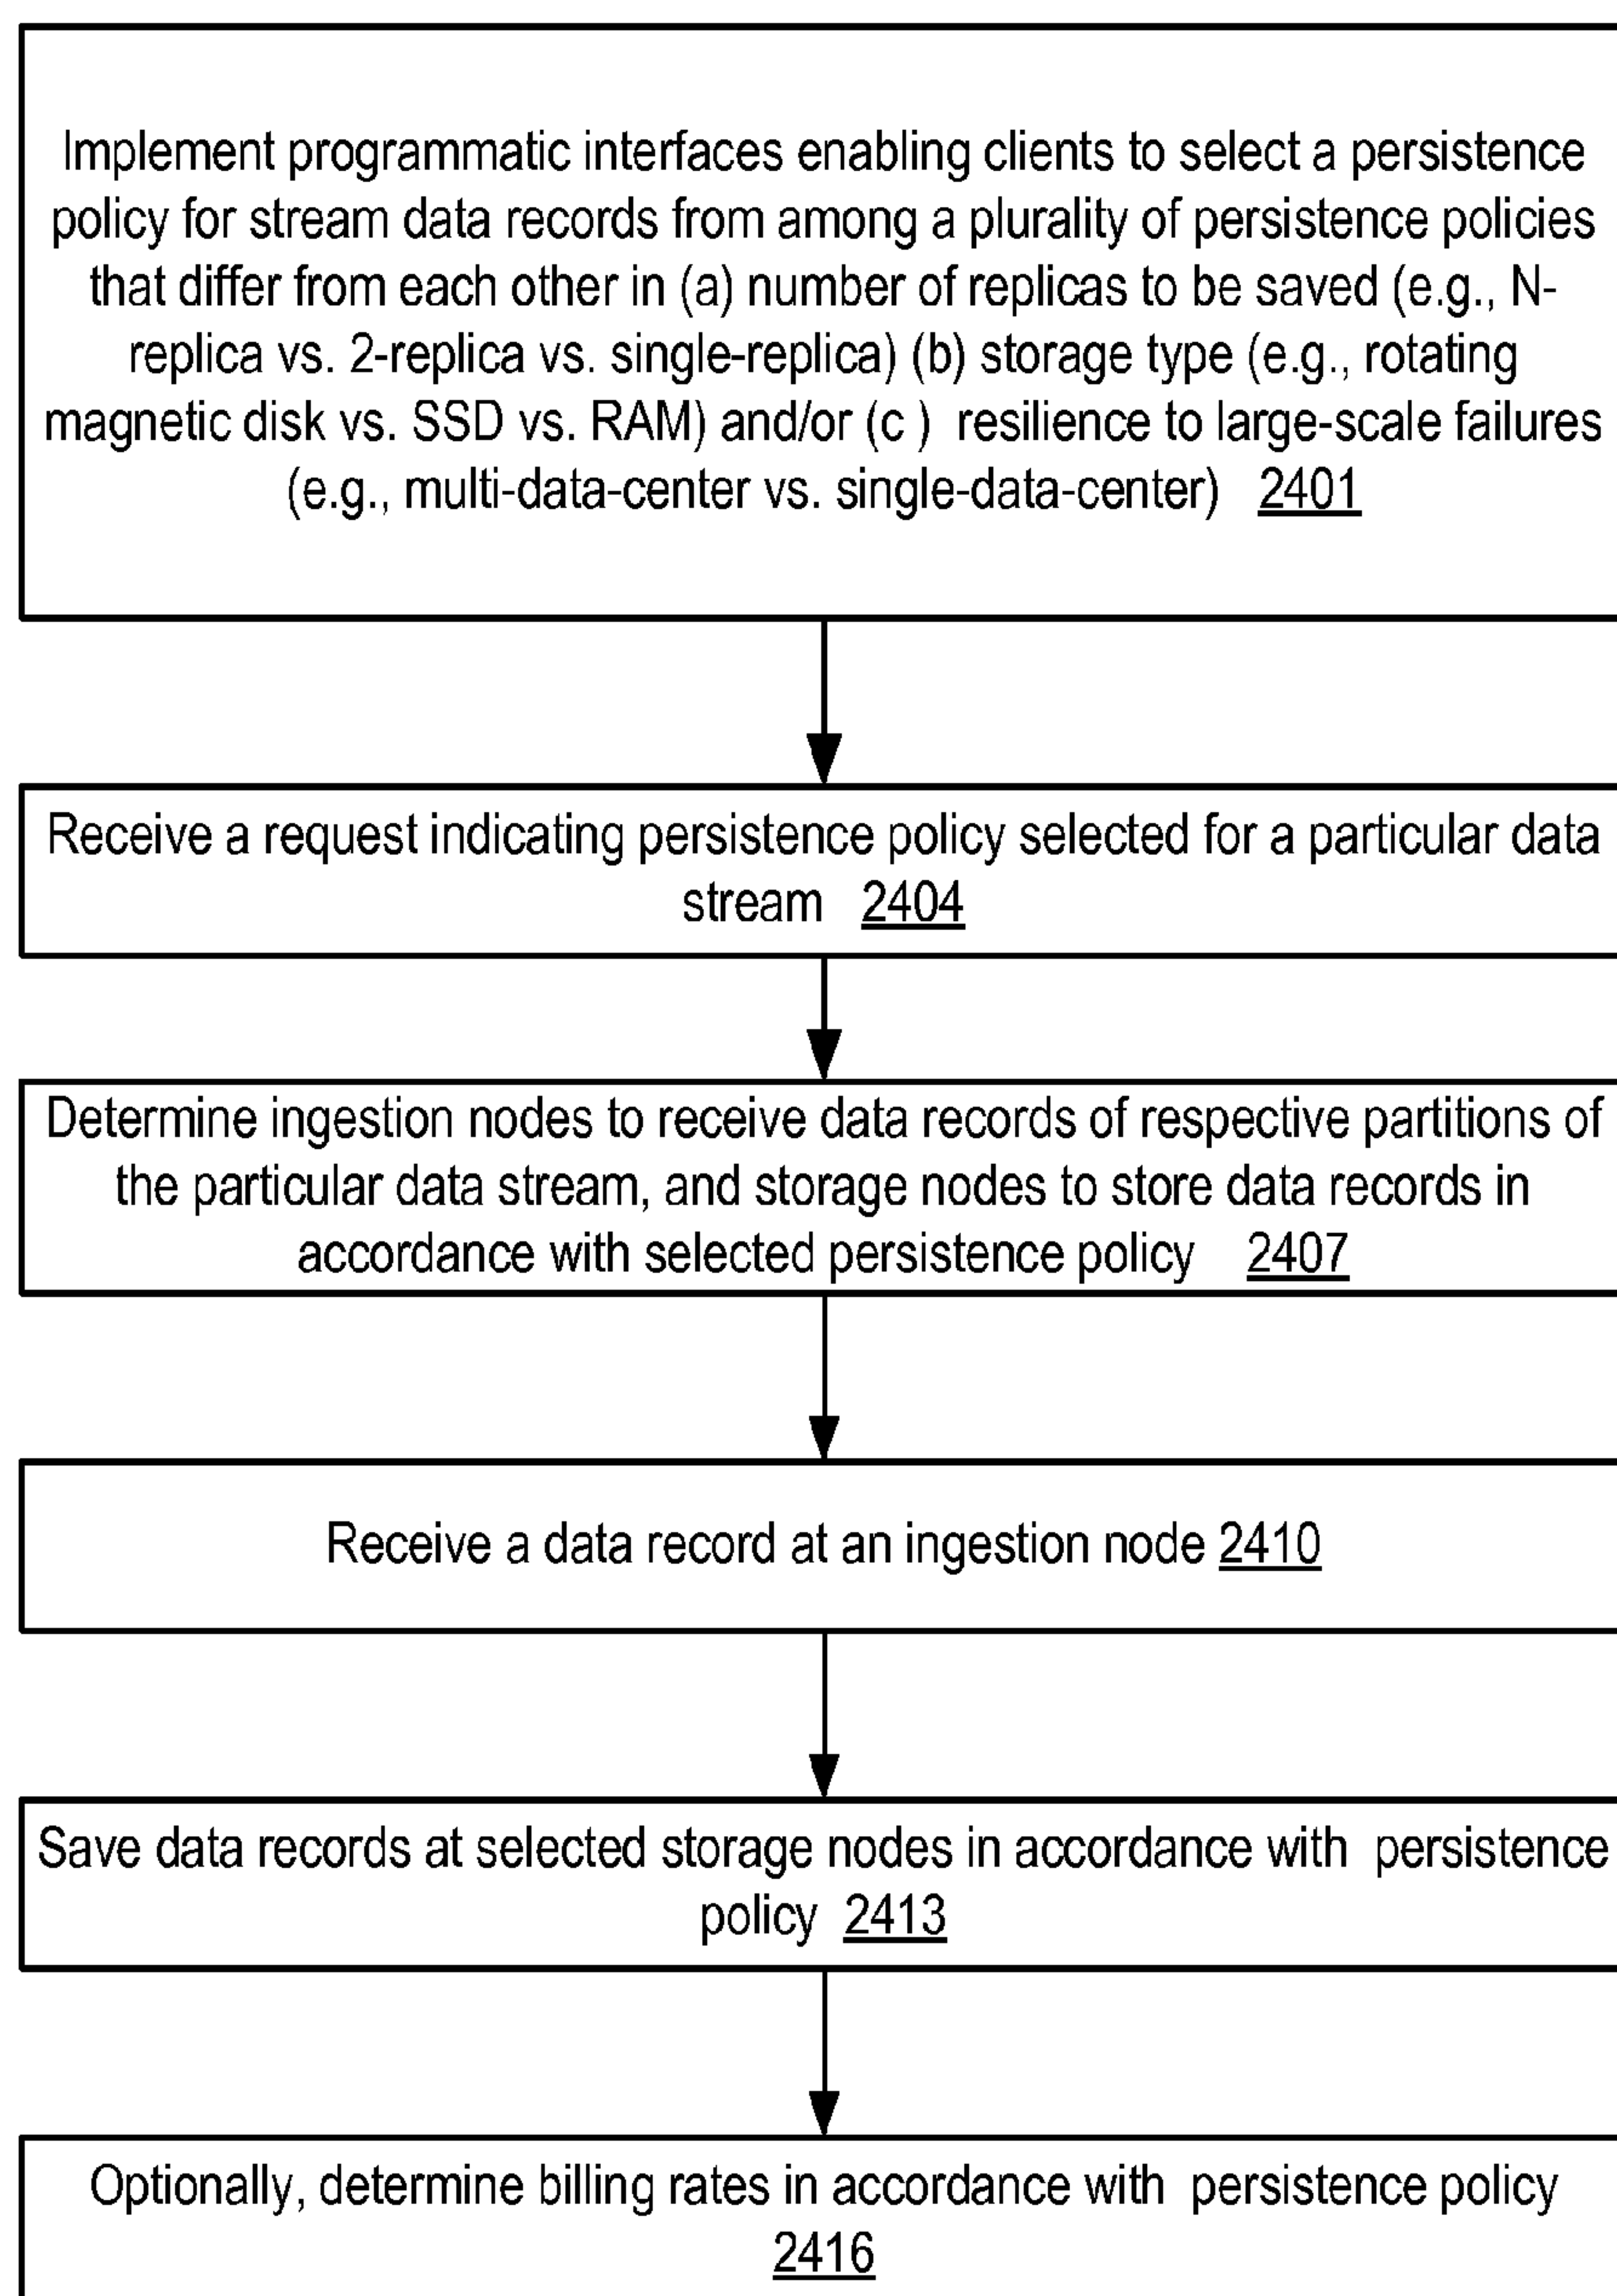 Implement programmatic interfaces enabling clients to select a persistence
policy for stream data records from among a plurality of persistence policies
that differ from each other in (a) number of replicas to be saved (e.g., N-
replica vs. 2-replica vs. single-replica) (b) storage type (e.g., rotating
magnetic disk vs. SSD vs. RAM) and/or (c ) resilience to large-scale failures
(e.g., multi-data-center vs. single-data-center) 2401
Receive a request indicating persistence policy selected for a particular data
stream 2404
Determine ingestion nodes to receive data records of respective partitions of
the particular data stream, and storage nodes to store data records in
accordance with selected persistence policy 2407
Receive a data record at an ingestion node 2410
Save data records at selected storage nodes in accordance with persistence
policy 2413
Optionally, determine billing rates in accordance with persistence policy
2416